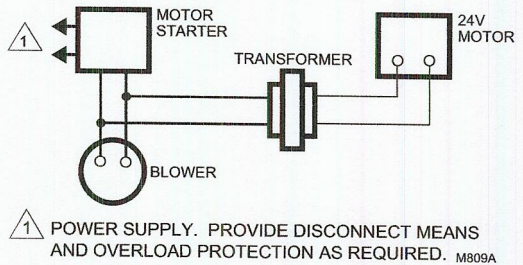 MOTOR
STARTER
24V
MOTOR
1
TRANSFORMER
BLOWER
1 POWER SUPPLY. PROVIDE DISCONNECT MEANS
AND OVERLOAD PROTECTION AS REQUIRED. M809A